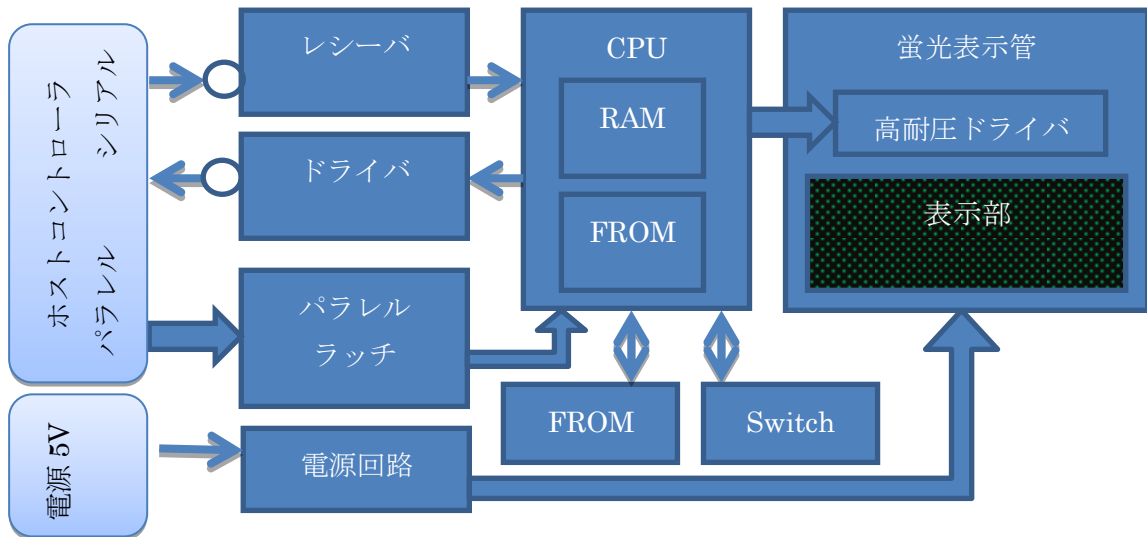 ホストコントローラ
シリアル
パラレル
レシーバ
ドライバ
パラレル
ラッチ
電源 5V
電源回路
CPU
RAM
FROM
FROM
Switch
蛍光表示管
高耐圧ドライバ
表示部